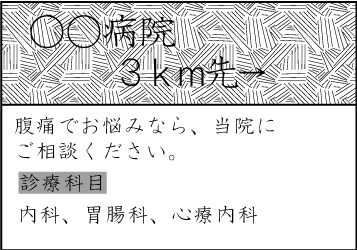 ○○病院
3km先→
腹痛でお悩みなら、当院に
ご相談ください。
診療科目
内科、胃腸科、心療内科